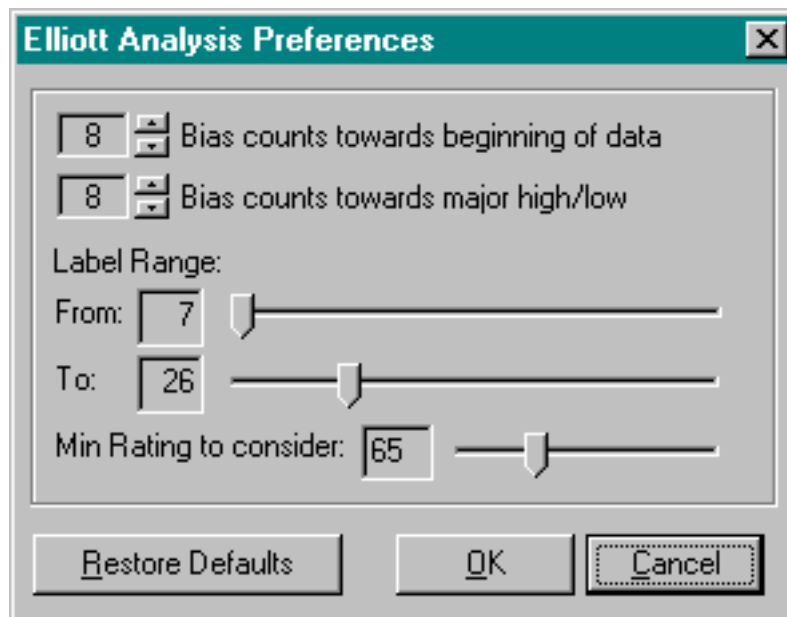 Elliott Analysis Preferences
8 Bias counts towards beginning of data
8 Bias counts towards major high/low
Label Range:
From: 7
To: 26
Min Rating to consider: 65
Restore Defaults OK Cancel